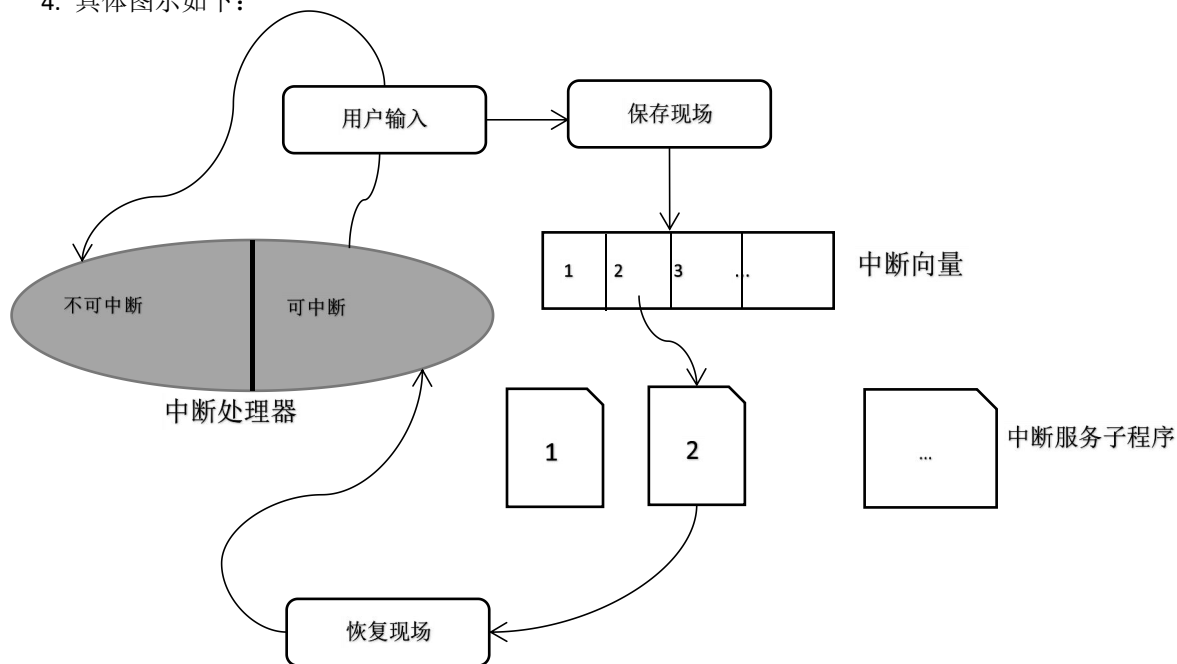 4. 具体图示如下：
用户输入
保存现场
1 2 3 ...
中断向量
不可中断
可中断
中断处理器
1
2
...
中断服务子程序
恢复现场